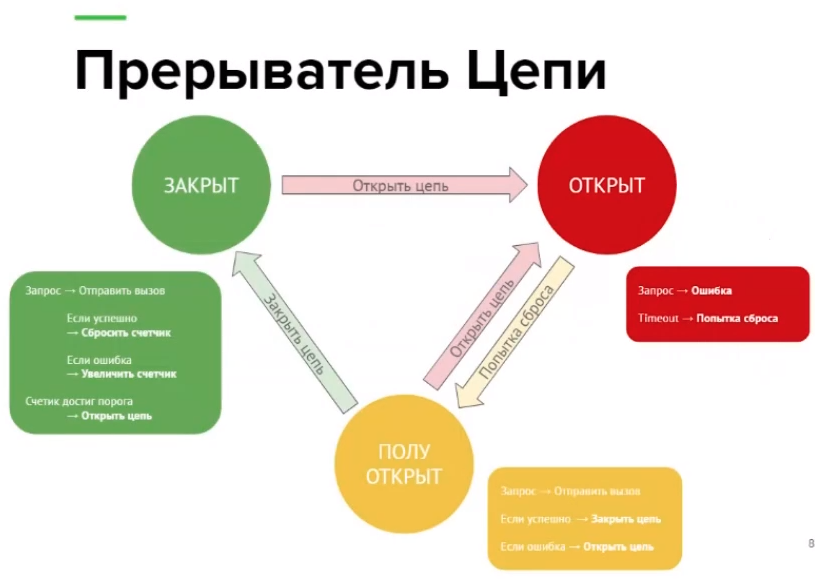 Прерыватель Цепи
ЗАКРЫТ
Открыть цепь
ОТКРЫТ
Запрос → Отправить вызов
Если успешно
→ Сбросить счетчик
Если ошибка
→ Увеличить счетчик
Счетик достиг порога
→ Открыть цепь
Закрыть цепь
Открыть цепь
Попытка сброса
Запрос → Ошибка
Timeout → Попытка сброса
ПОЛУ
ОТКРЫТ
Запрос → Отправить вызов
Если успешно → Закрыть цепь
Если ошибка → Открыть цепь
8